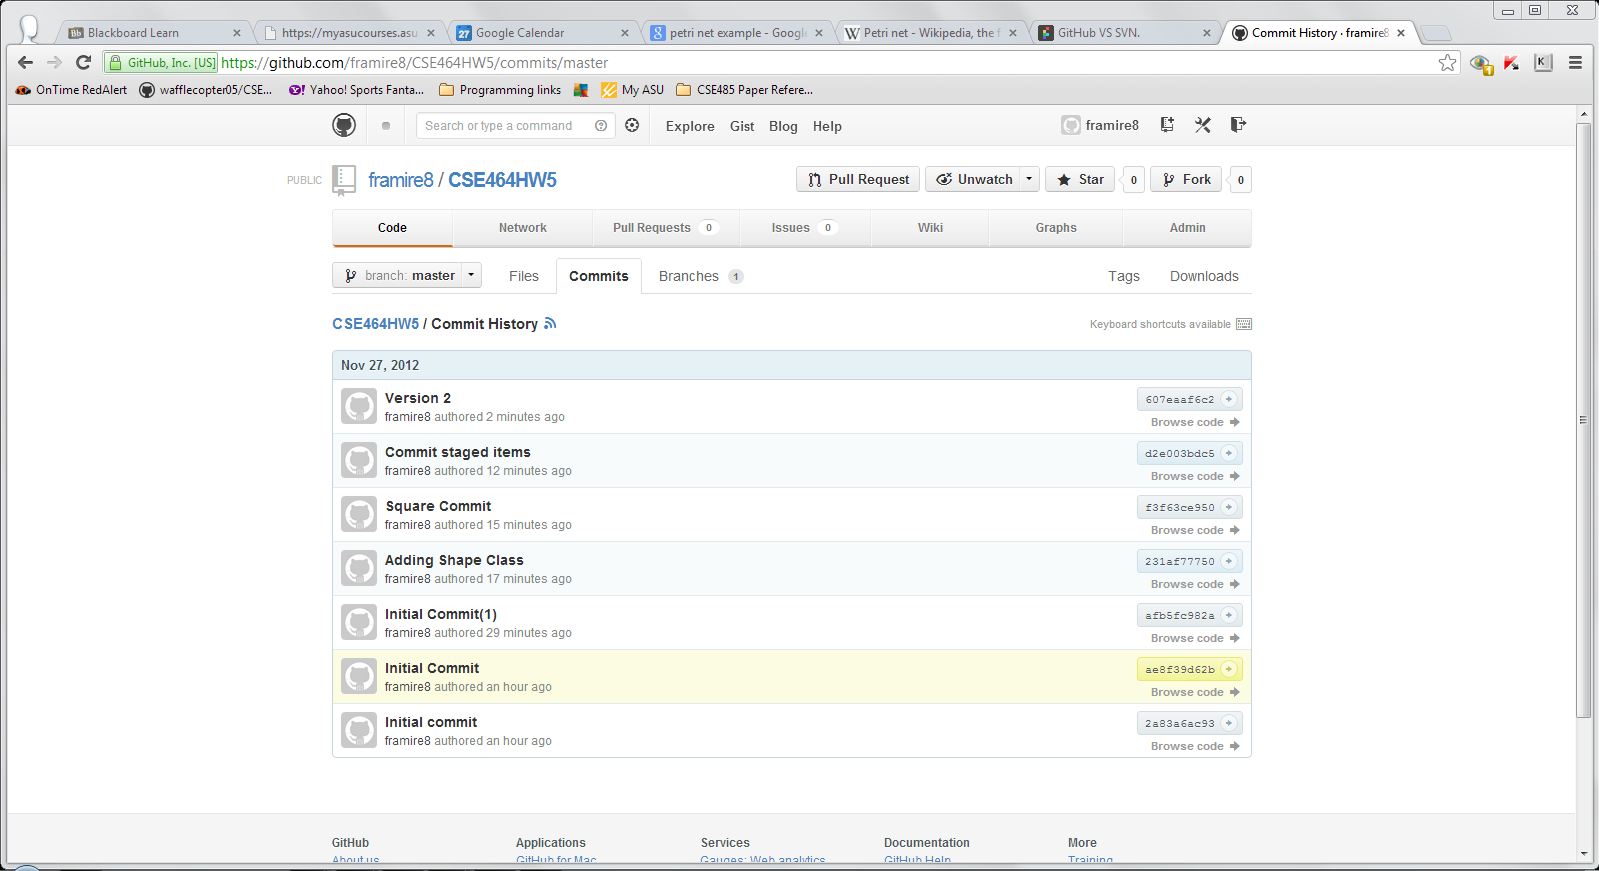 Blackboard Learn
https://myasucourses.asu
Google Calendar
petri net example - Googl
Petri net - Wikipedia, the f
GitHub VS SVN.
Commit History · framire8
GitHub, Inc. [US] https://github.com/framire8/CSE464HW5/commits/master
OnTime RedAlert
wafflecopter05/CSE...
Yahoo! Sports Fanta...
Programming links
My ASU
CSE485 Paper Refere...
Search or type a command
Explore Gist Blog Help
framire8
PUBLIC framire8 / CSE464HW5
Pull Request Unwatch Star 0 Fork 0
Code Network Pull Requests 0 Issues 0 Wiki Graphs Admin
branch: master Files Commits Branches 1 Tags Downloads
CSE464HW5 / Commit History
Keyboard shortcuts available
Nov 27, 2012
Version 2
framire8 authored 2 minutes ago
607eaaf6c2
Browse code
Commit staged items
framire8 authored 12 minutes ago
d2e003bdc5
Browse code
Square Commit
framire8 authored 15 minutes ago
f3f63ce950
Browse code
Adding Shape Class
framire8 authored 17 minutes ago
231af77750
Browse code
Initial Commit(1)
framire8 authored 29 minutes ago
afb5fc982a
Browse code
Initial Commit
framire8 authored an hour ago
ae8f39d62b
Browse code
Initial commit
framire8 authored an hour ago
2a83a6ac93
Browse code
GitHub Applications Services Documentation More
About us GitHub for Mac Gauges: Web analytics GitHub Help Training